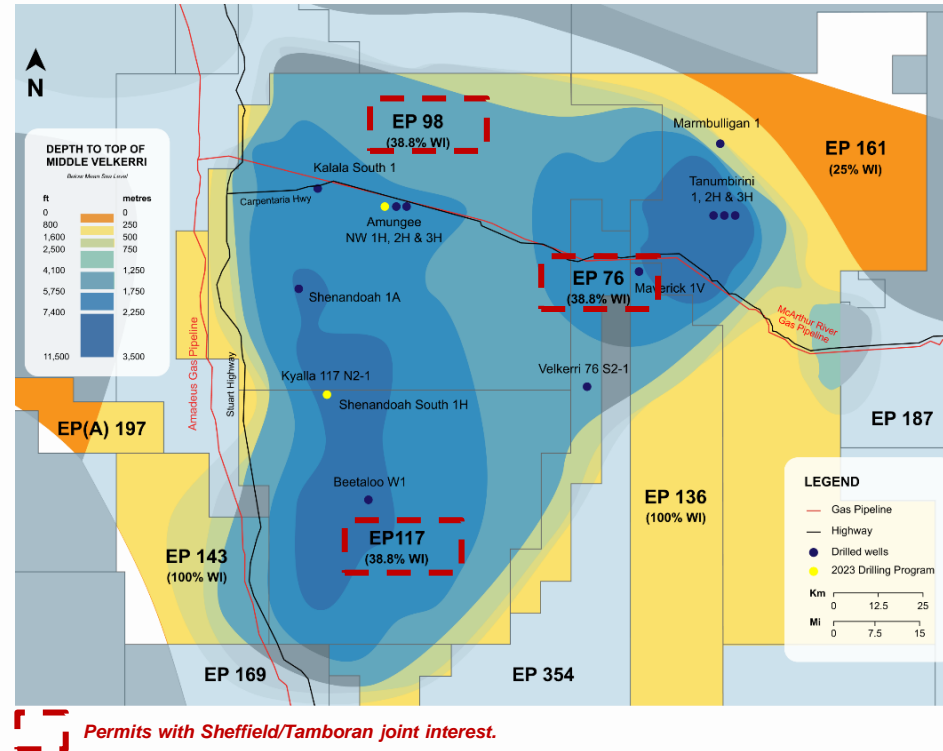 N
DEPTH TO TOP OF
MIDDLE VELKERRI
Below Mean Sea Level
ft metres
0 0
800 250
1,600 500
2,500 750
4,100 1,250
5,750 1,750
7,400 2,250
11,500 3,500
EP 98
(38.8% WI)
Marmbulligan 1
EP 161
(25% WI)
Kalala South 1
Carpentaria Hwy
Tanumbirini
1, 2H & 3H
Amungee
NW 1H, 2H & 3H
EP 76
(38.8% WI)
Maverick 1V
Shenandoah 1A
McArthur River
Gas Pipeline
Amadeus Gas Pipeline
Stuart Highway
Kyalla 117 N2-1
Shenandoah South 1H
Velkerri 76 S2-1
EP(A) 197
EP 187
Beetaloo W1
EP117
(38.8% WI)
EP 136
(100% WI)
EP 143
(100% WI)
EP 169
EP 354
LEGEND
Gas Pipeline
Highway
Drilled wells
2023 Drilling Program
Km
0 12.5 25
Mi
0 7.5 15
Permits with Sheffield/Tamboran joint interest.